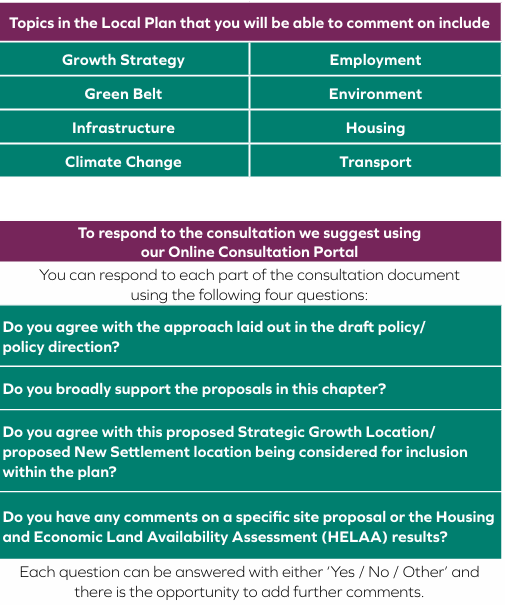 Topics in the Local Plan that you will be able to comment on include
Growth Strategy
Employment
Green Belt
Environment
Infrastructure
Housing
Climate Change
Transport
To respond to the consultation we suggest using
our Online Consultation Portal
You can respond to each part of the consultation document
using the following four questions:
Do you agree with the approach laid out in the draft policy/
policy direction?
Do you broadly support the proposals in this chapter?
Do you agree with this proposed Strategic Growth Location/
proposed New Settlement location being considered for inclusion
within the plan?
Do you have any comments on a specific site proposal or the Housing
and Economic Land Availability Assessment (HELAA) results?
Each question can be answered with either ‘Yes / No / Other’ and
there is the opportunity to add further comments.